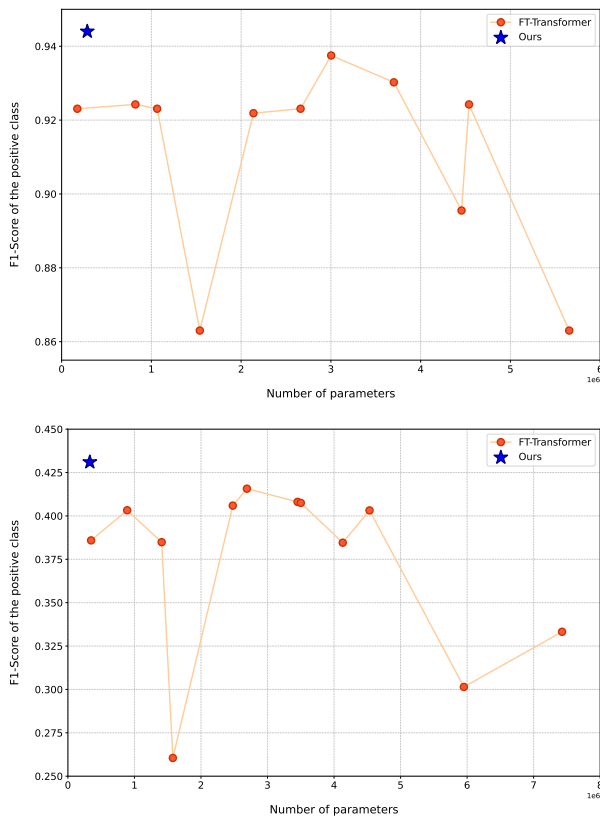 FT-Transformer
Ours
0.94
0.92
0.90
0.88
0.86
F1-Score of the positive class
0 1 2 3 4 5 6
1e6
Number of parameters
FT-Transformer
Ours
0.450
0.425
0.400
0.375
0.350
0.325
0.300
0.275
0.250
F1-Score of the positive class
0 1 2 3 4 5 6 7 8
1e6
Number of parameters